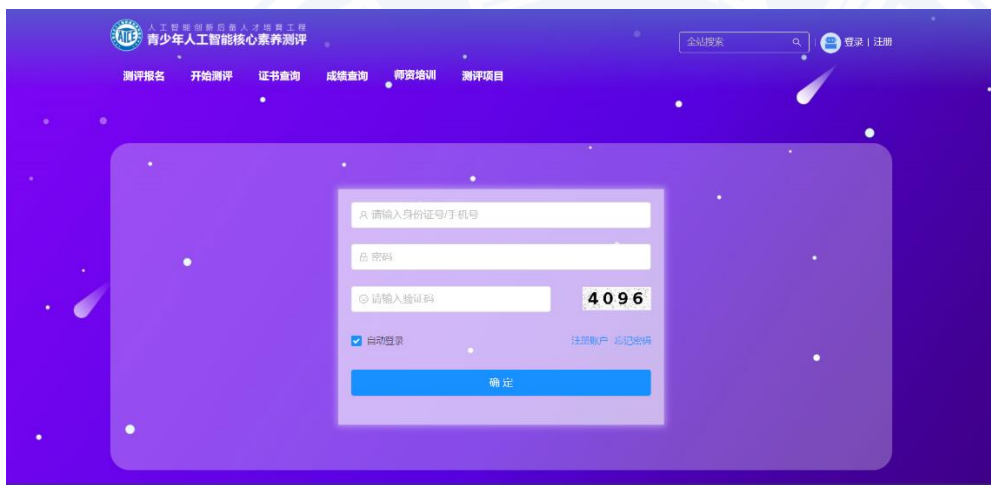 人工智能创新后备人才培育工程
青少年人工智能核心素养测评
全站搜索
登录 | 注册
测评报名 开始测评 证书查询 成绩查询 师资培训 测评项目
请输入身份证号/手机号
密码
请输入验证码
4096
自动登录
注册账户 忘记密码
确 定